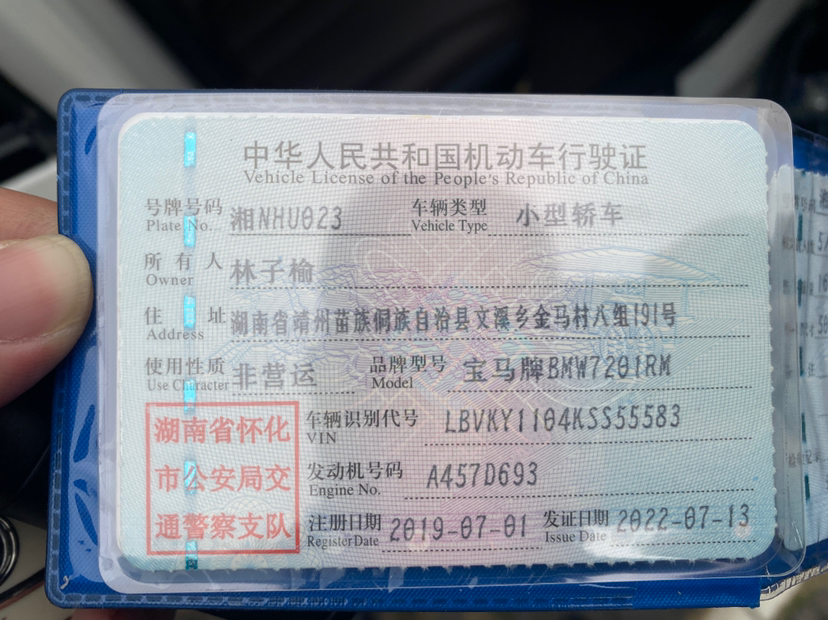 中华人民共和国机动车行驶证
Vehicle License of the People's Republic of China
号牌号码 湘NHU023 车辆类型 小型轿车
Plate No. Vehicle Type
所有人 林子榆
Owner
住址 湖南省靖州苗族侗族自治县文溪乡金马村八组191号
Address
使用性质 非营运 品牌型号 宝马牌BMW7201RM
Use Character Model
湖南省怀化
市公安局交
通警察支队
车辆识别代号 LBVKY1104KSS55583
VIN
发动机号码 A457D693
Engine No.
注册日期 2019-07-01 发证日期 2022-07-13
Register Date Issue Date